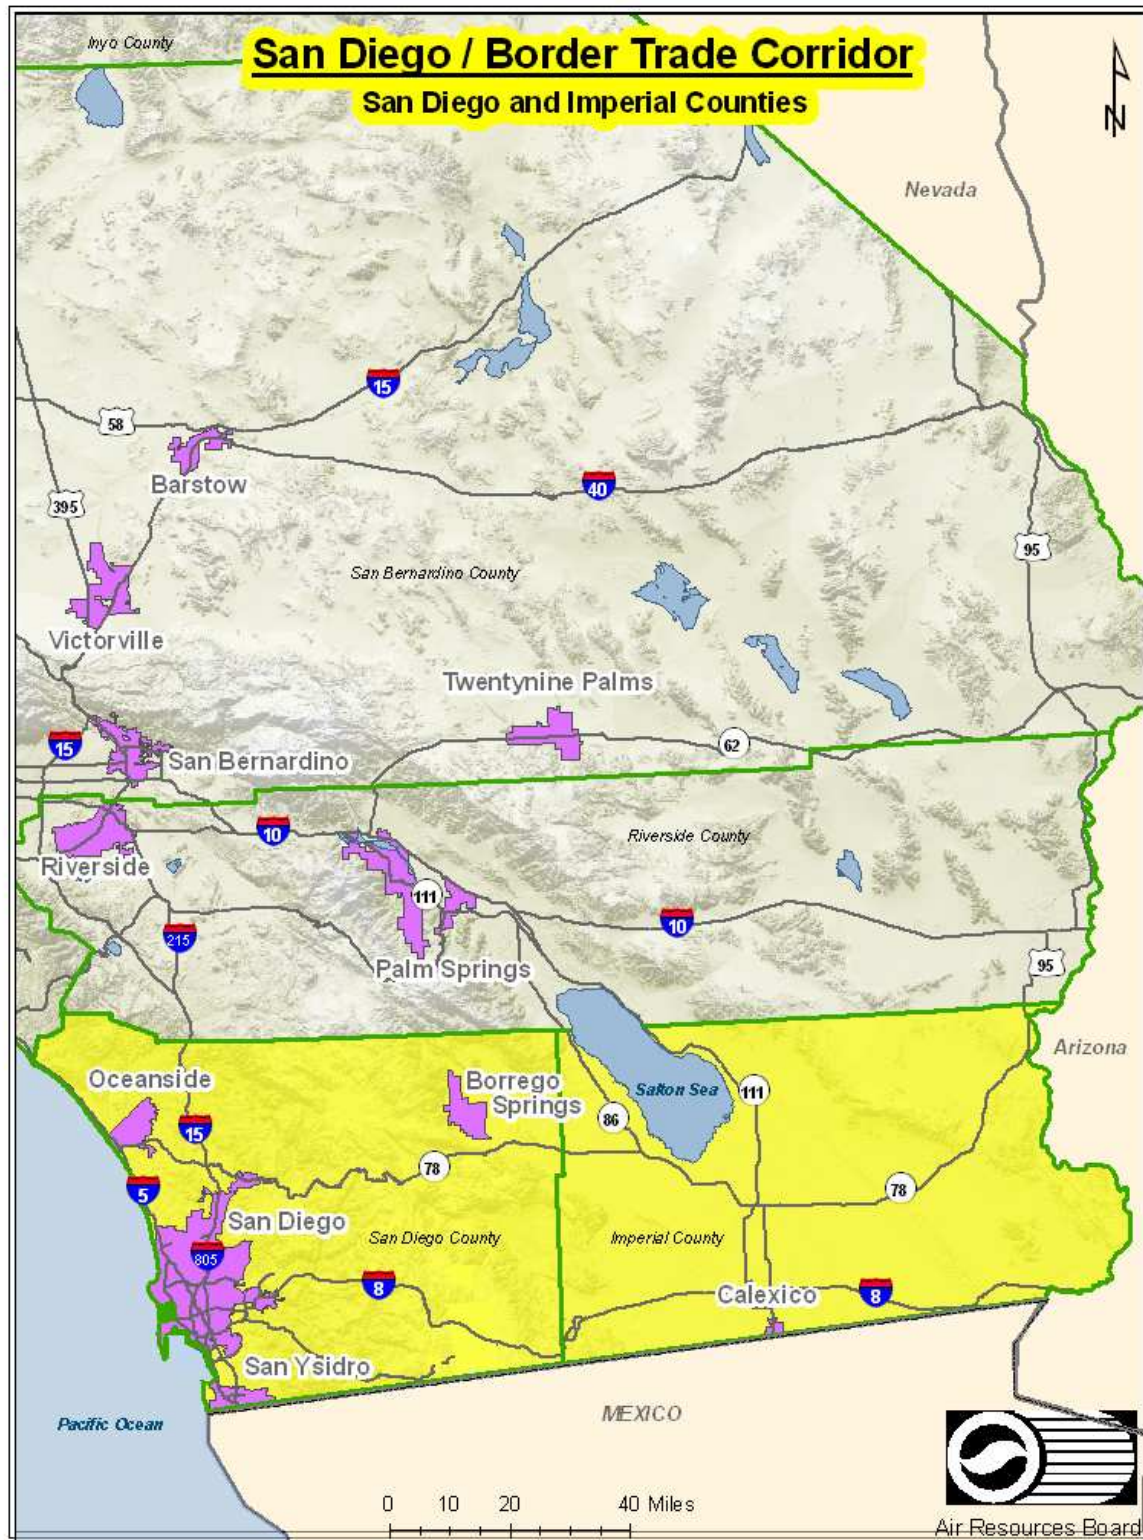 Inyo County
San Diego / Border Trade Corridor
San Diego and Imperial Counties
N
Nevada
15
58
Barstow
40
395
95
San Bernardino County
Victorville
Twentynine Palms
15
62
San Bernardino
10
Riverside County
Riverside
111
10
215
Palm Springs
95
Arizona
Oceanside
Borrego
Springs
Salton Sea
111
86
15
78
5
78
San Diego
San Diego County
Imperial County
805
8
Calexico
8
San Ysidro
MEXICO
Pacific Ocean
0 10 20 40 Miles
Air Resources Board